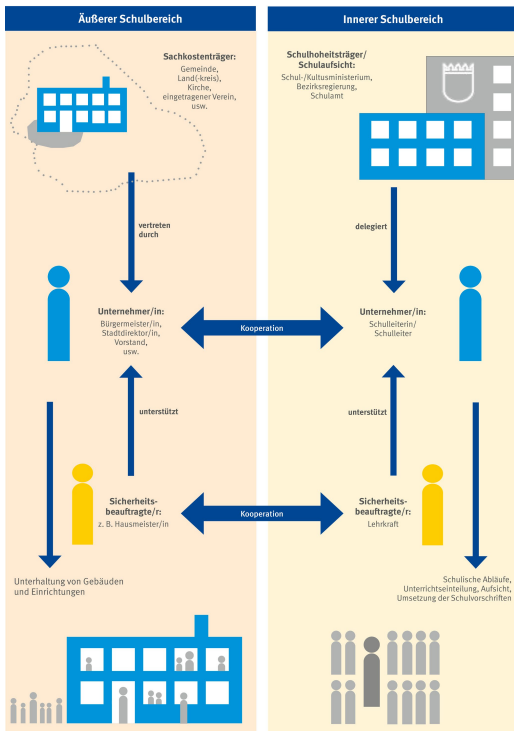 Äußerer Schulbereich
Sachkostenträger:
Gemeinde,
Land(-kreis),
Kirche,
eingetragener Verein,
usw.
vertreten
durch
Unternehmer/in:
Bürgermeister/in,
Stadtdirektor/in,
Vorstand,
usw.
unterstützt
Sicherheits-
beauftragte/r:
z. B. Hausmeister/in
Unterhaltung von Gebäuden
und Einrichtungen
Kooperation
Kooperation
Innerer Schulbereich
Schulhoheitsträger/
Schulaufsicht:
Schul-/Kultusministerium,
Bezirksregierung,
Schulamt
delegiert
Unternehmer/in:
Schulleiterin/
Schulleiter
unterstützt
Sicherheits-
beauftragte/r:
Lehrkraft
Schulische Abläufe,
Unterrichtseinteilung, Aufsicht,
Umsetzung der Schulvorschriften